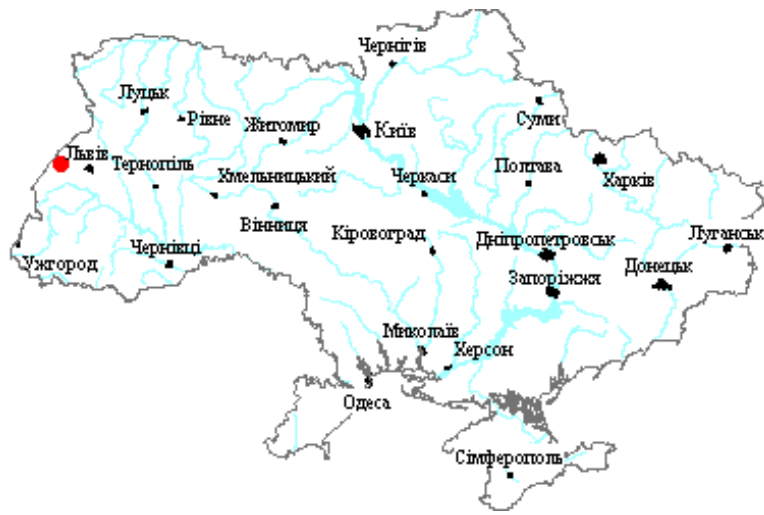 Чернігів
Луцьк
Рівне
Житомир
Київ
Суми
Львів
Тернопіль
Хмельницький
Черкаси
Полтава
Харків
Вінниця
Кіровоград
Дніпропетровськ
Луганськ
Ужгород
Чернівці
Запоріжжя
Донецьк
Миколаїв
Херсон
Одеса
Сімферополь